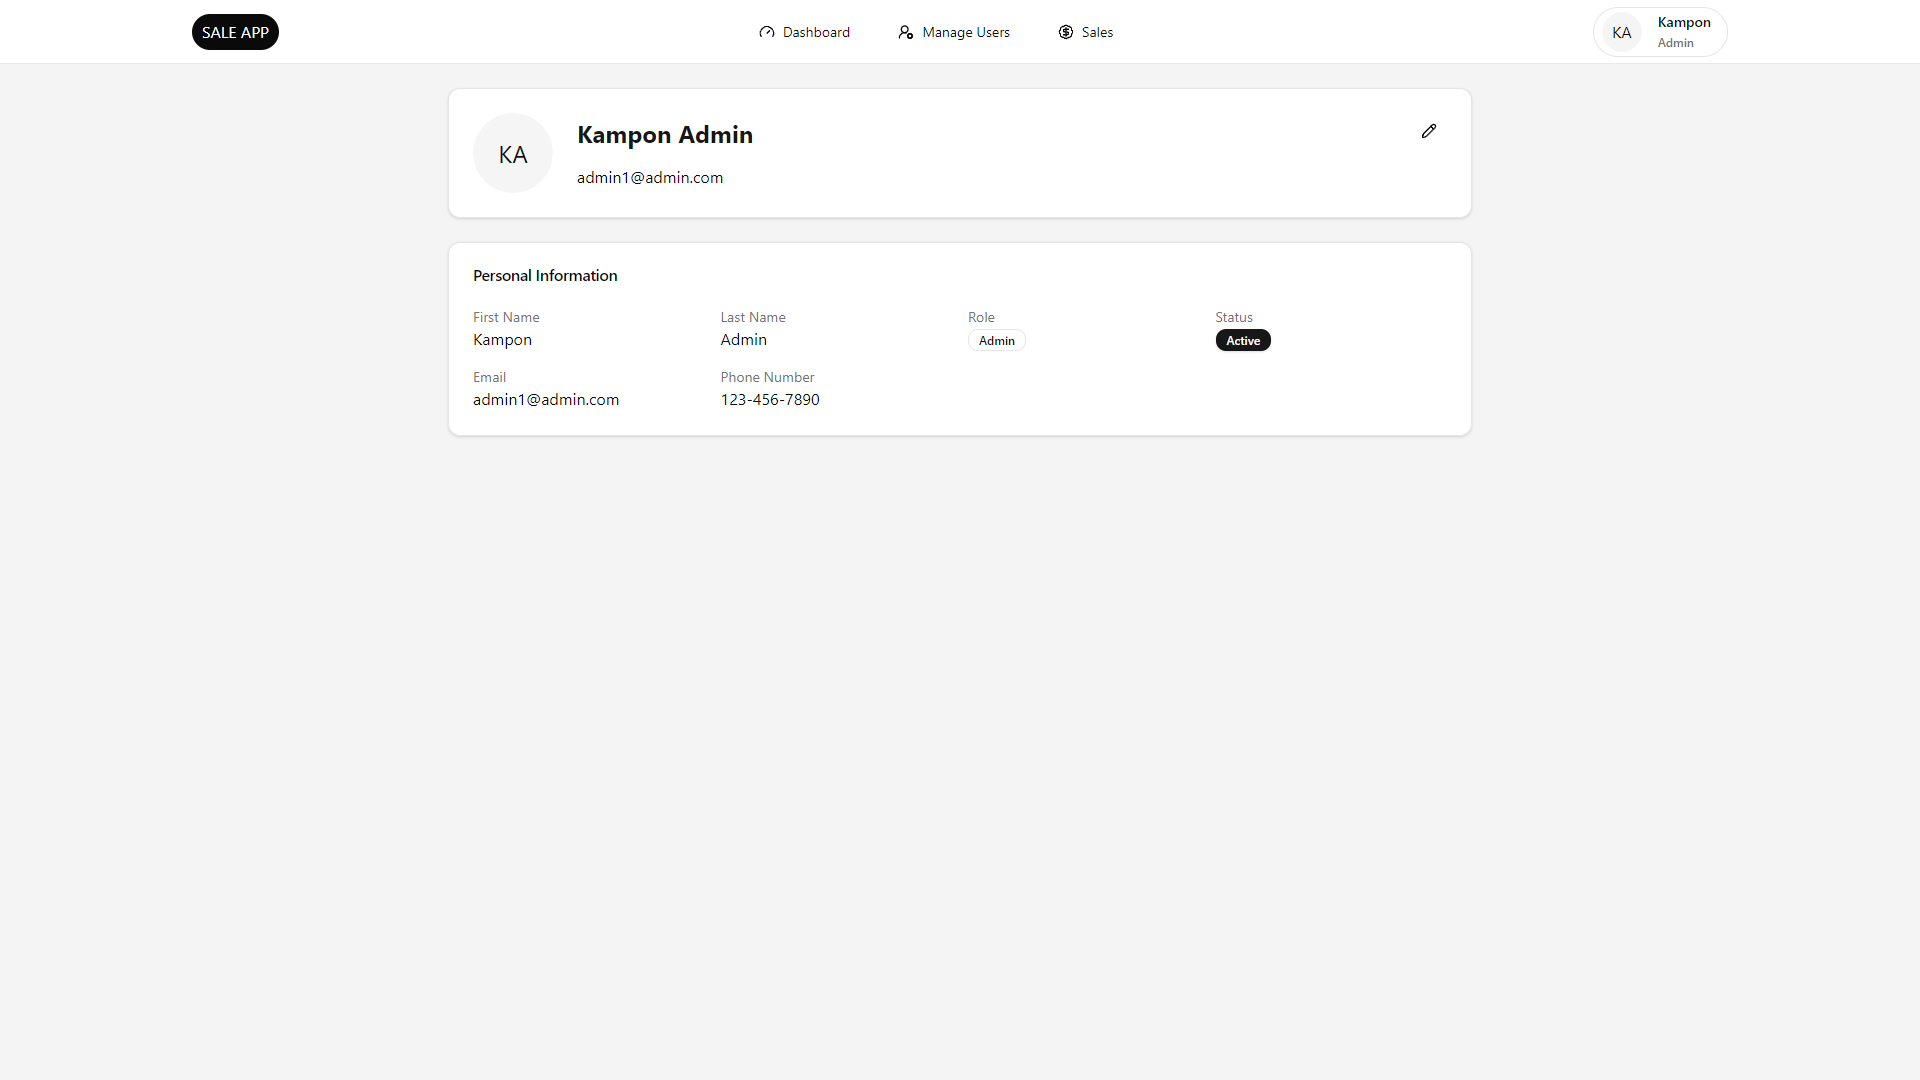 SALE APP
Dashboard
Manage Users
Sales
KA
Kampon
Admin
KA
Kampon Admin
admin1@admin.com
Personal Information
First Name
Kampon
Last Name
Admin
Role
Admin
Status
Active
Email
admin1@admin.com
Phone Number
123-456-7890